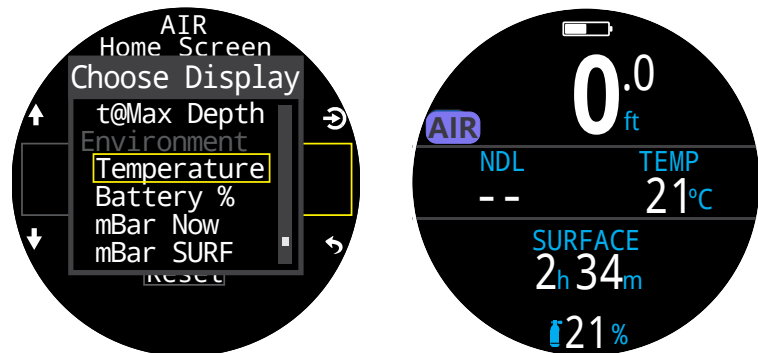 AIR
Home Screen
Choose Display
t@Max Depth
Environment
Temperature
Battery %
mBar Now
mBar SURF
Reset
0.0
ft
AIR
NDL TEMP
-- 21°C
SURFACE
2h 34m
21%